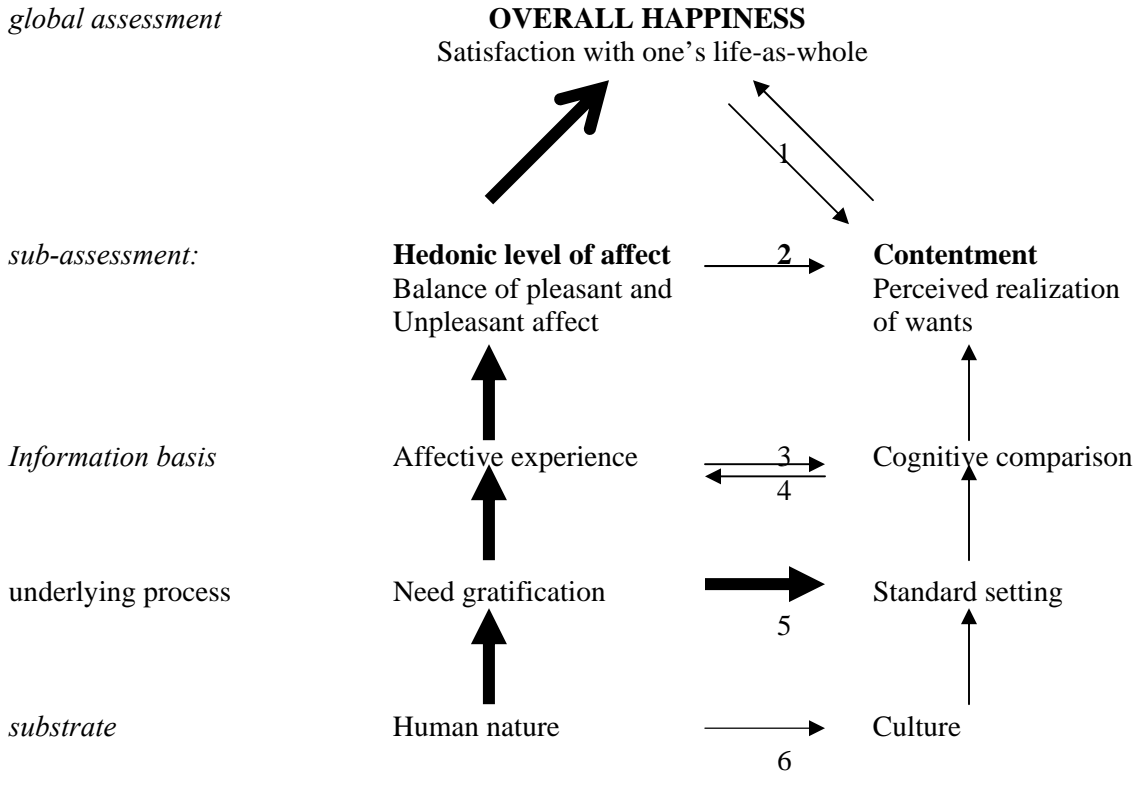 global assessment OVERALL HAPPINESS
Satisfaction with one’s life-as-whole
1
sub-assessment: Hedonic level of affect 2 Contentment
Balance of pleasant and Perceived realization
Unpleasant affect of wants
Information basis Affective experience 3 Cognitive comparison
4
underlying process Need gratification Standard setting
5
substrate Human nature Culture
6